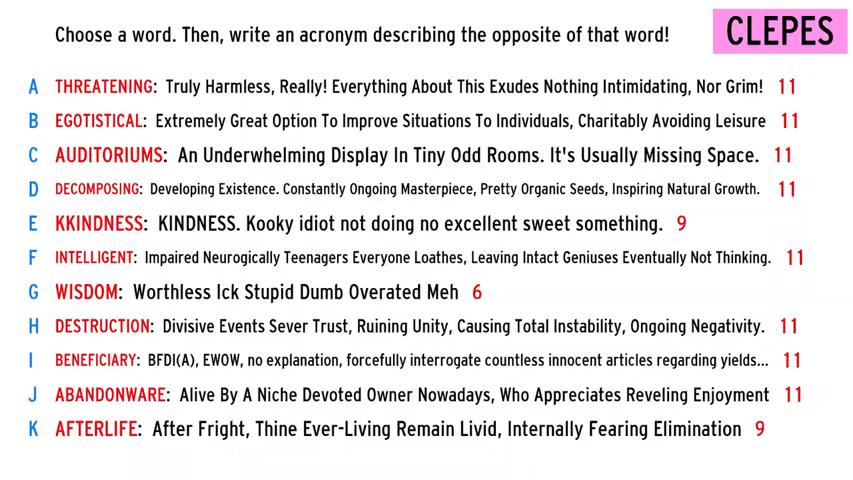 Choose a word. Then, write an acronym describing the opposite of that word! CLEPES
A THREATENING: Truly Harmless, Really! Everything About This Exudes Nothing Intimidating, Nor Grim! 11
B EGOTISTICAL: Extremely Great Option To Improve Situations To Individuals, Charitably Avoiding Leisure 11
C AUDITORIUMS: An Underwhelming Display In Tiny Odd Rooms. It's Usually Missing Space. 11
D DECOMPOSING: Developing Existence. Constantly Ongoing Masterpiece, Pretty Organic Seeds, Inspiring Natural Growth. 11
E KKINDNESS: KINDNESS. Kooky idiot not doing no excellent sweet something. 9
F INTELLIGENT: Impaired Neurogically Teenagers Everyone Loathes, Leaving Intact Geniuses Eventually Not Thinking. 11
G WISDOM: Worthless Ick Stupid Dumb Overated Meh 6
H DESTRUCTION: Divisive Events Sever Trust, Ruining Unity, Causing Total Instability, Ongoing Negativity. 11
I BENEFICIARY: BFDI(A), EWOW, no explanation, forcefully interrogate countless innocent articles regarding yields... 11
J ABANDONWARE: Alive By A Niche Devoted Owner Nowadays, Who Appreciates Reveling Enjoyment 11
K AFTERLIFE: After Fright, Thine Ever-Living Remain Livid, Internally Fearing Elimination 9